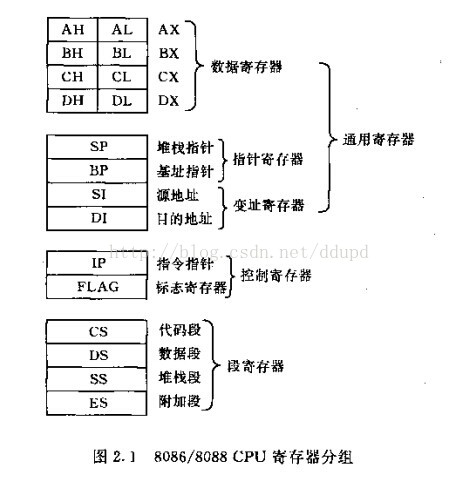 AH AL AX
BH BL BX
CH CL CX
DH DL DX
数据寄存器
SP 堆栈指针
BP 基址指针
指针寄存器
SI 源地址
DI 目的地址
变址寄存器
通用寄存器
IP 指令指针
FLAG 标志寄存器
控制寄存器
CS 代码段
DS 数据段
SS 堆栈段
ES 附加段
段寄存器
http://blog.csdn.net/ddupd
图 2.1 8086/8088 CPU 寄存器分组